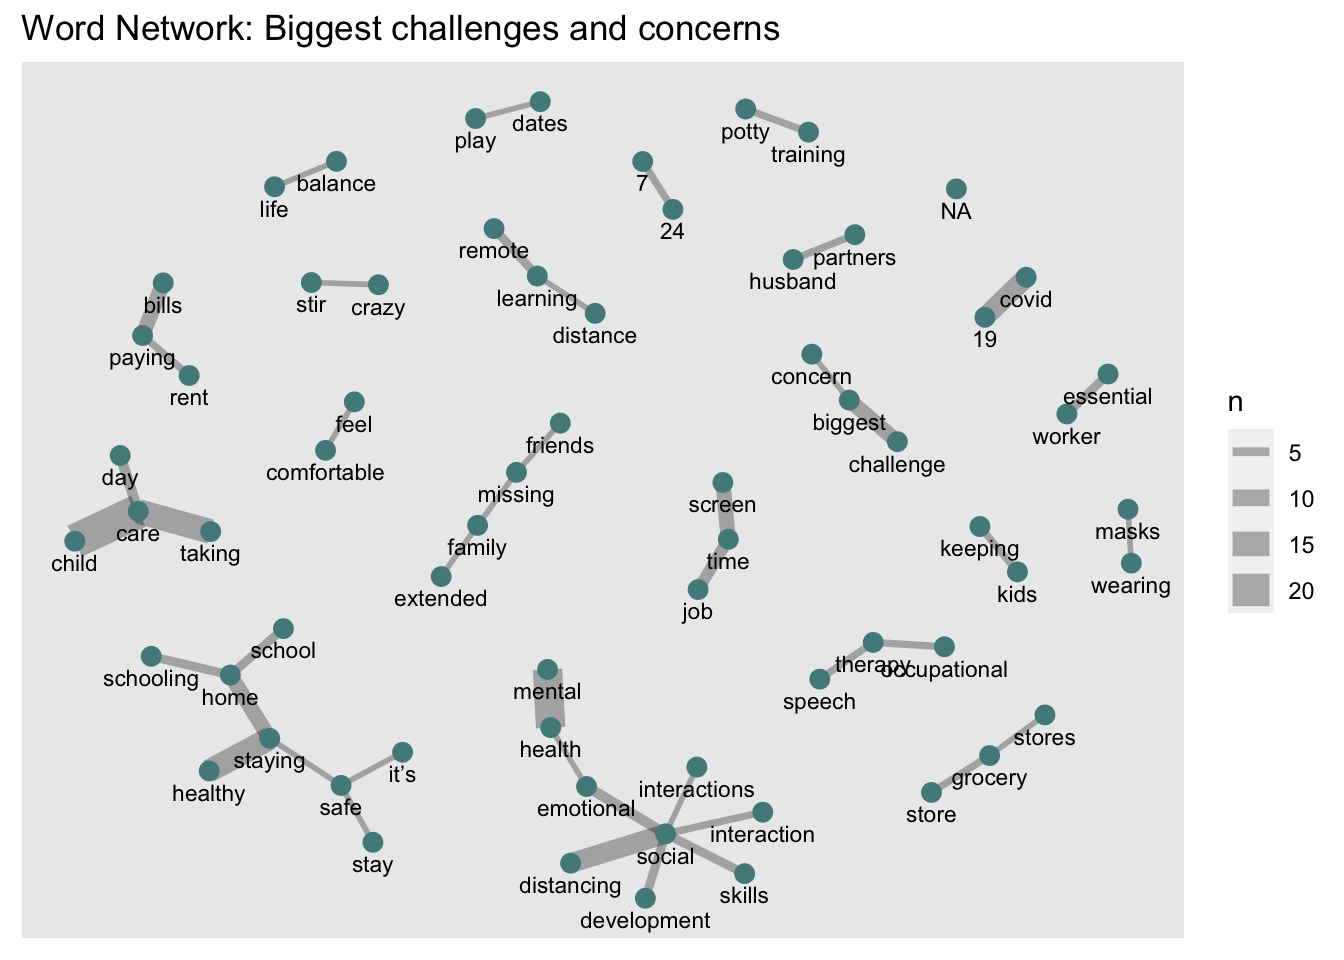 Word Network: Biggest challenges and concerns
dates
play
potty
training
balance
life
7
24
NA
remote
learning
distance
partners
husband
covid
19
bills
paying
rent
stir
crazy
concern
biggest
challenge
essential
worker
feel
comfortable
friends
missing
family
extended
day
care
child
taking
screen
time
job
keeping
kids
masks
wearing
school
schooling
home
staying
healthy
safe
it's
stay
mental
health
emotional
interactions
interaction
social
distancing
skills
development
therapy
occupational
speech
stores
grocery
store
n
5
10
15
20